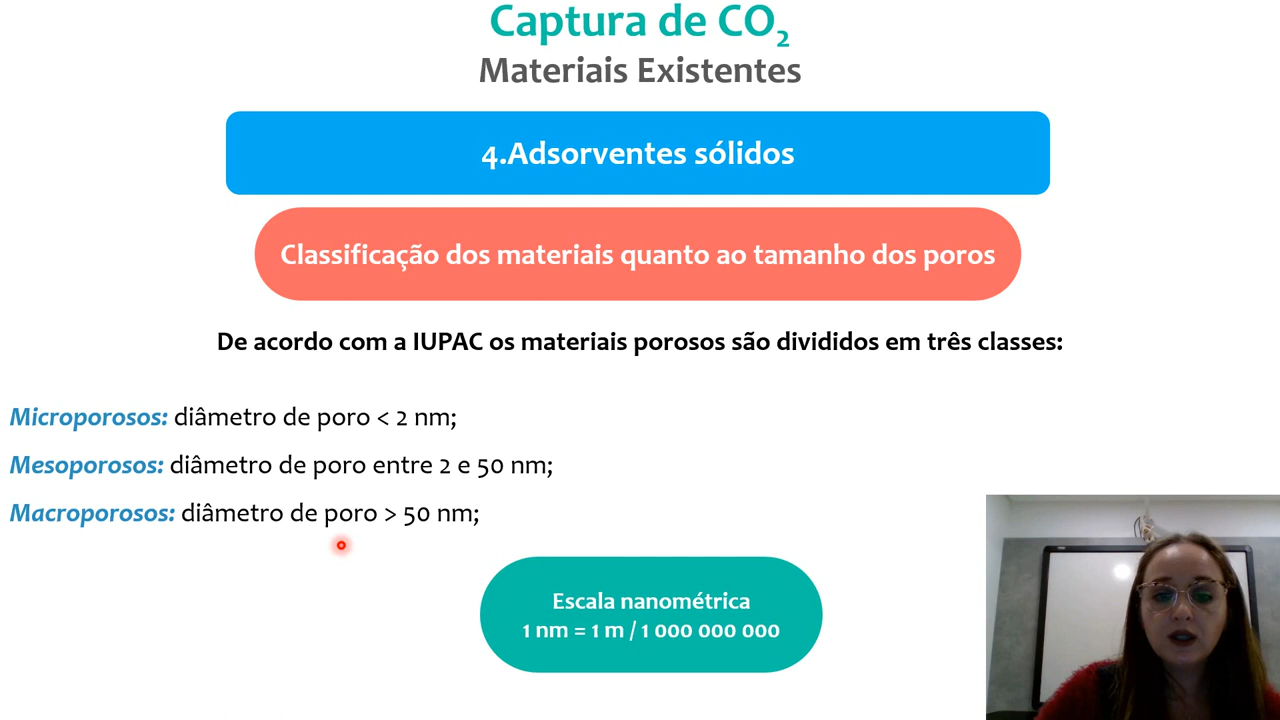 Captura de CO₂
Materiais Existentes
4.Adsorventes sólidos
Classificação dos materiais quanto ao tamanho dos poros
De acordo com a IUPAC os materiais porosos são divididos em três classes:
Microporosos: diâmetro de poro < 2 nm;
Mesoporosos: diâmetro de poro entre 2 e 50 nm;
Macroporosos: diâmetro de poro > 50 nm;
Escala nanométrica
1 nm = 1 m / 1 000 000 000